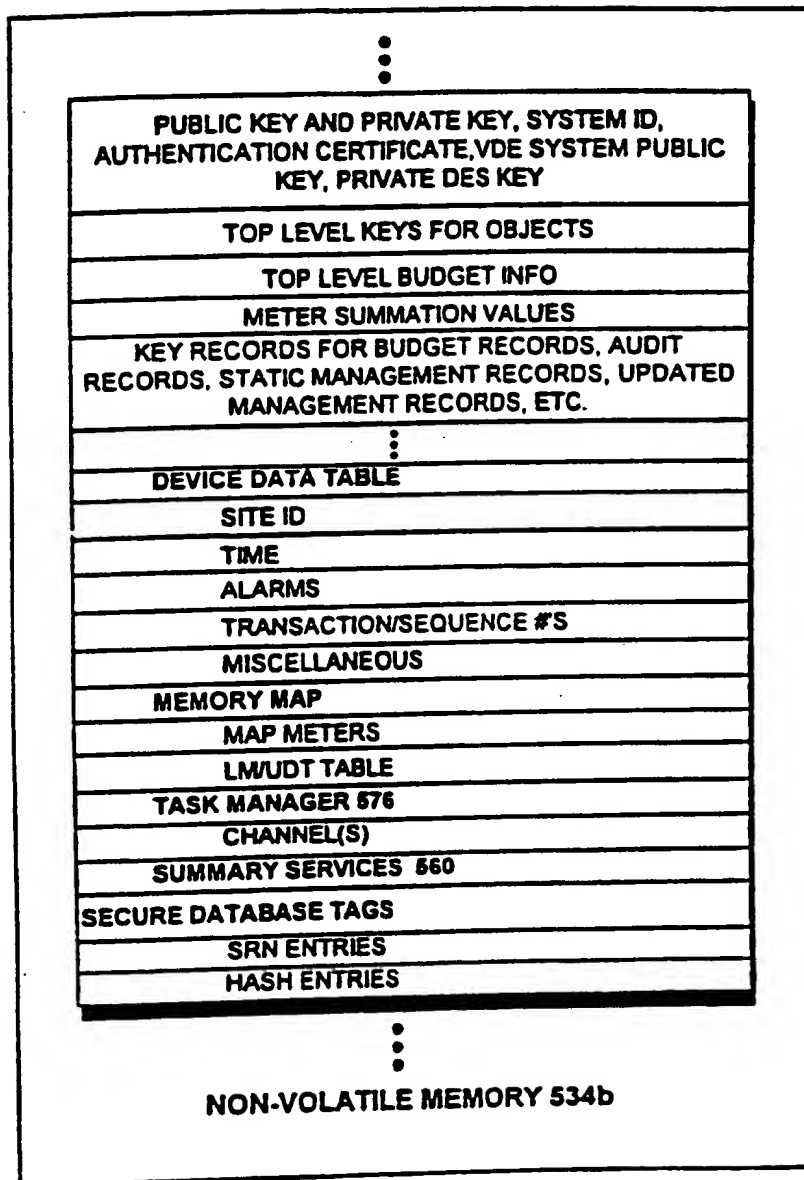 PUBLIC KEY AND PRIVATE KEY, SYSTEM ID,
AUTHENTICATION CERTIFICATE,VDE SYSTEM PUBLIC
KEY, PRIVATE DES KEY
TOP LEVEL KEYS FOR OBJECTS
TOP LEVEL BUDGET INFO
METER SUMMATION VALUES
KEY RECORDS FOR BUDGET RECORDS, AUDIT
RECORDS, STATIC MANAGEMENT RECORDS, UPDATED
MANAGEMENT RECORDS, ETC.
DEVICE DATA TABLE
SITE ID
TIME
ALARMS
TRANSACTION/SEQUENCE #'S
MISCELLANEOUS
MEMORY MAP
MAP METERS
LM/UDT TABLE
TASK MANAGER 576
CHANNEL(S)
SUMMARY SERVICES 560
SECURE DATABASE TAGS
SRN ENTRIES
HASH ENTRIES
NON-VOLATILE MEMORY 534b